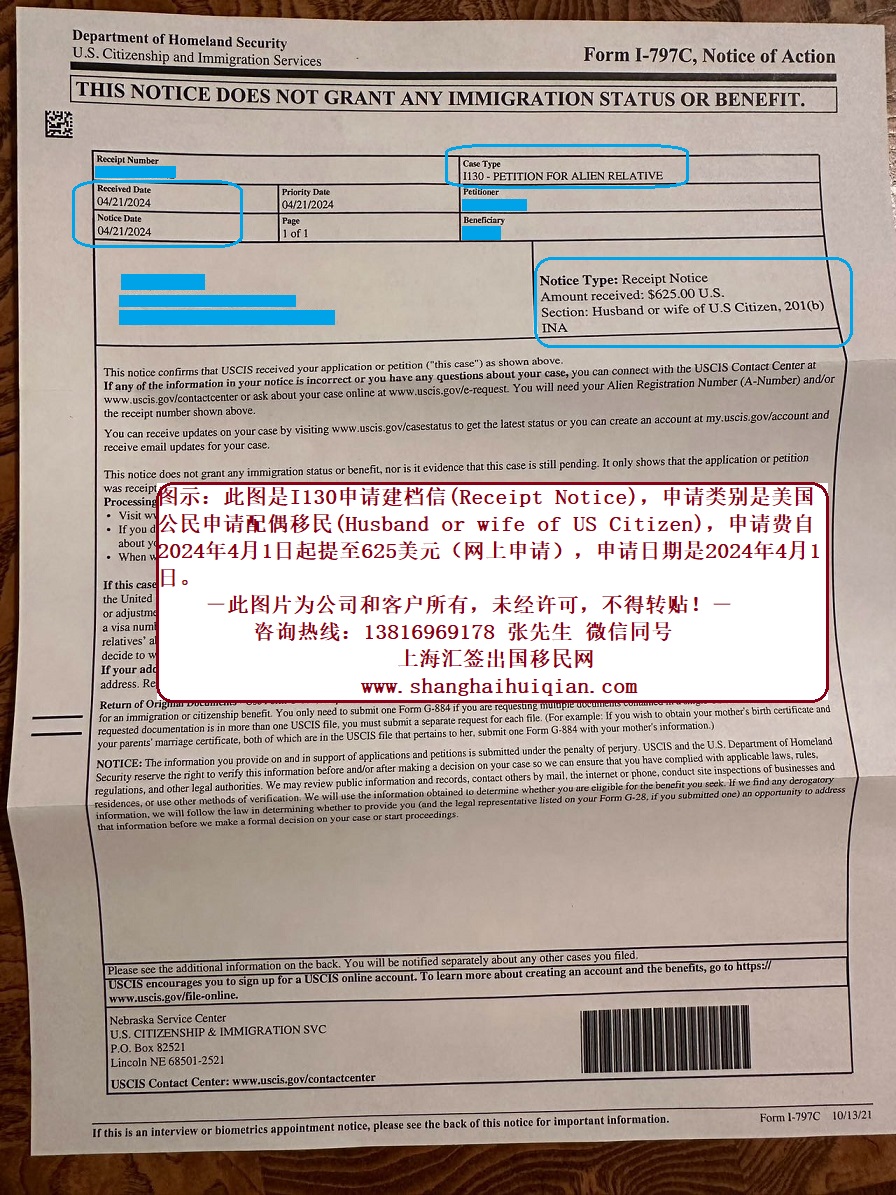 Department of Homeland Security
U.S. Citizenship and Immigration Services
Form I-797C, Notice of Action
THIS NOTICE DOES NOT GRANT ANY IMMIGRATION STATUS OR BENEFIT.
Receipt Number
Case Type
I130 - PETITION FOR ALIEN RELATIVE
Received Date
04/21/2024
Priority Date
04/21/2024
Petitioner
Notice Date
04/21/2024
Page
1 of 1
Beneficiary
Notice Type: Receipt Notice
Amount received: $625.00 U.S.
Section: Husband or wife of U.S Citizen, 201(b)
INA
This notice confirms that USCIS received your application or petition ("this case") as shown above.
If any of the information in your notice is incorrect or you have any questions about your case, you can connect with the USCIS Contact Center at
www.uscis.gov/contactcenter or ask about your case online at www.uscis.gov/e-request. You will need your Alien Registration Number (A-Number) and/or
the receipt number shown above.
You can receive updates on your case by visiting www.uscis.gov/casestatus to get the latest status or you can create an account at my.uscis.gov/account and
receive email updates for your case.
This notice does not grant any immigration status or benefit, nor is it evidence that this case is still pending. It only shows that the application or petition
was receipt
Processing
• Visit w
• If you d
about yo
• When w
If this case
the United
or adjustme
a visa numb
relatives' a
decide to w
If your add
address. Re
图示：此图是I130申请建档信(Receipt Notice)，申请类别是美国
公民申请配偶移民(Husband or wife of US Citizen)，申请费自
2024年4月1日起提至625美元（网上申请），申请日期是2024年4月1
日。
—此图片为公司和客户所有，未经许可，不得转贴！—
咨询热线：13816969178 张先生 微信同号
上海汇签出国移民网
www.shanghaihuiqian.com
Return of Original Documents
for an immigration or citizenship benefit. You only need to submit one Form G-884 if you are requesting multiple documents contained in a single
requested documentation is in more than one USCIS file, you must submit a separate request for each file. (For example: If you wish to obtain your mother's birth certificate and
your parents' marriage certificate, both of which are in the USCIS file that pertains to her, submit one Form G-884 with your mother's information.)
NOTICE: The information you provide on and in support of applications and petitions is submitted under the penalty of perjury. USCIS and the U.S. Department of Homeland
Security reserve the right to verify this information before and/or after making a decision on your case so we can ensure that you have complied with applicable laws, rules,
regulations, and other legal authorities. We may review public information and records, contact others by mail, the internet or phone, conduct site inspections of businesses and
residences, or use other methods of verification. We will use the information obtained to determine whether you are eligible for the benefit you seek. If we find any derogatory
information, we will follow the law in determining whether to provide you (and the legal representative listed on your Form G-28, if you submitted one) an opportunity to address
that information before we make a formal decision on your case or start proceedings.
Please see the additional information on the back. You will be notified separately about any other cases you filed.
USCIS encourages you to sign up for a USCIS online account. To learn more about creating an account and the benefits, go to https://
www.uscis.gov/file-online.
Nebraska Service Center
U.S. CITIZENSHIP & IMMIGRATION SVC
P.O. Box 82521
Lincoln NE 68501-2521
USCIS Contact Center: www.uscis.gov/contactcenter
If this is an interview or biometrics appointment notice, please see the back of this notice for important information.
Form I-797C 10/13/21